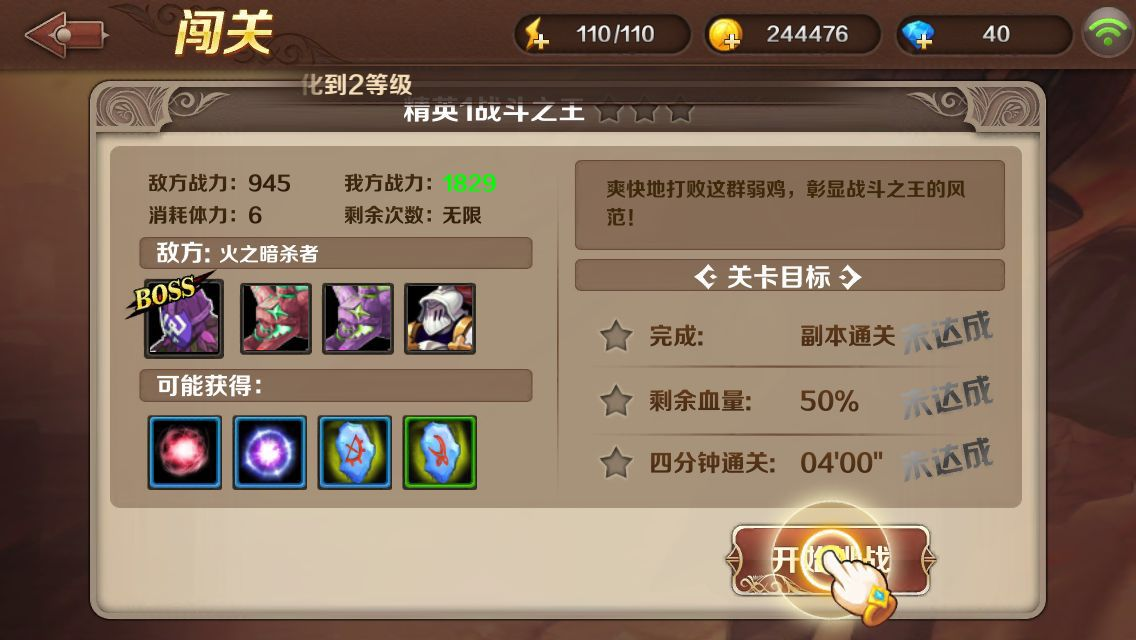 闯关
110/110
244476
40
化到2等级
精英1战斗之王
敌方战力: 945
我方战力: 1829
消耗体力: 6
剩余次数: 无限
敌方: 火之暗杀者
BOSS
可能获得:
爽快地打败这群弱鸡，彰显战斗之王的风
范!
关卡目标
完成: 副本通关 未达成
剩余血量: 50% 未达成
四分钟通关: 04'00" 未达成
开始挑战